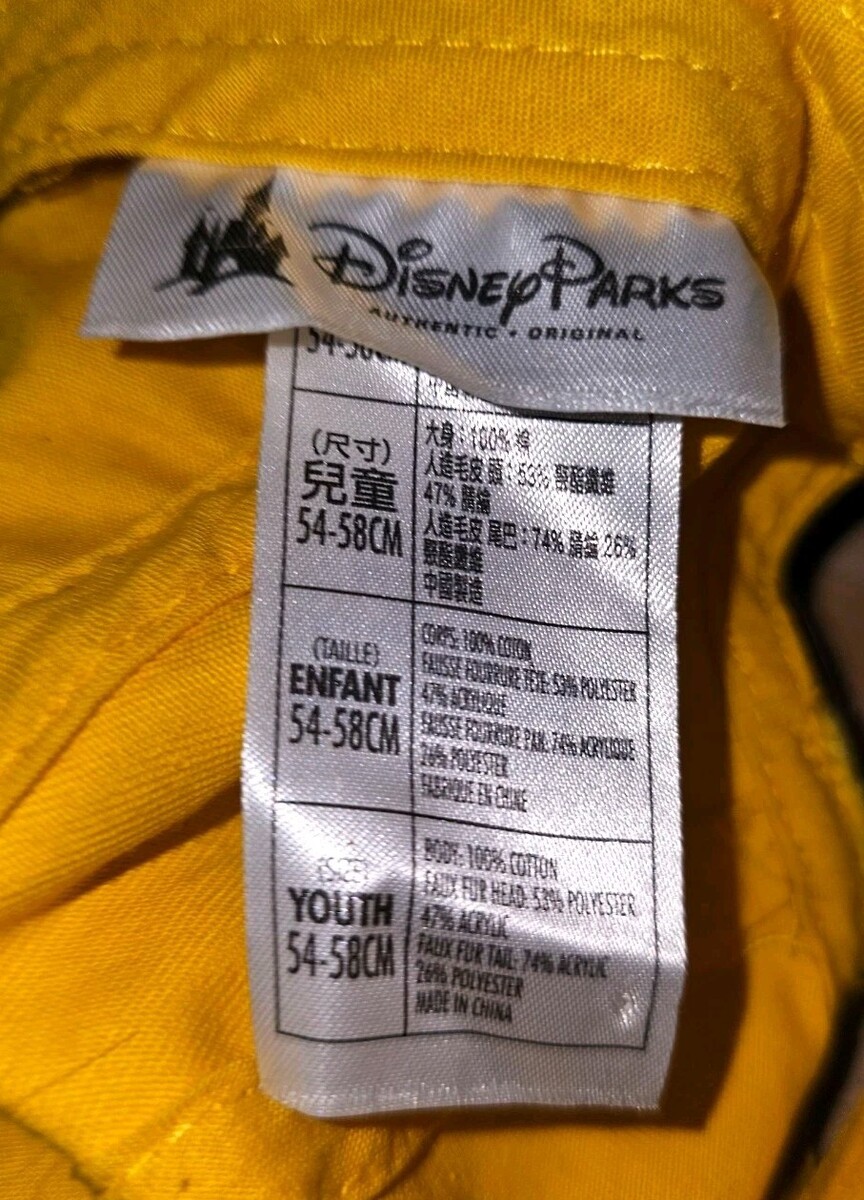 DISNEY PARKS
AUTHENTIC • ORIGINAL
(尺寸)
兒童
54-58CM
大身：100% 棉
人造毛皮 頭：53% 聚酯纖維
47% 腈綸
人造毛皮 尾巴：74% 腈綸 26%
聚酯纖維
中國製造
(TAILLE)
ENFANT
54-58CM
CORPS: 100% COTON
FAUSSE FOURRURE TÊTE: 53% POLYESTER
47% ACRYLIQUE
FAUSSE FOURRURE PAN: 74% ACRYLIQUE
26% POLYESTER
FABRIQUE EN CHINE
(SIZE)
YOUTH
54-58CM
BODY: 100% COTTON
FAUX FUR HEAD: 53% POLYESTER
47% ACRYLIC
FAUX FUR TAIL: 74% ACRYLIC
26% POLYESTER
MADE IN CHINA